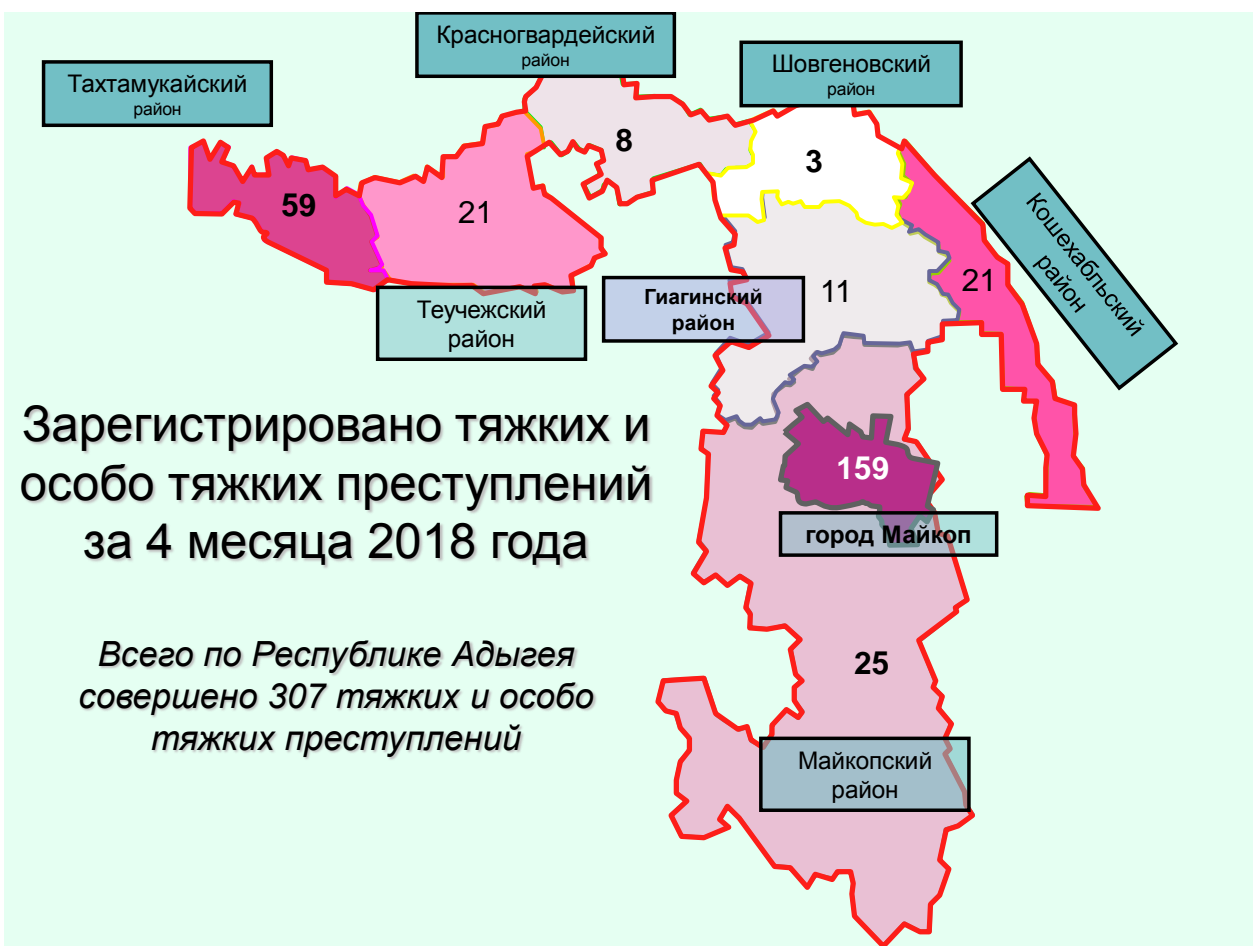 Красногвардейский
район
Шовгеновский
район
Тахтамукайский
район
8
3
59
21
Кошехабльский
район
21
11
Гиагинский
район
Теучежский
район
Зарегистрировано тяжких и
особо тяжких преступлений
за 4 месяца 2018 года
159
город Майкоп
Всего по Республике Адыгея
совершено 307 тяжких и особо
тяжких преступлений
25
Майкопский
район